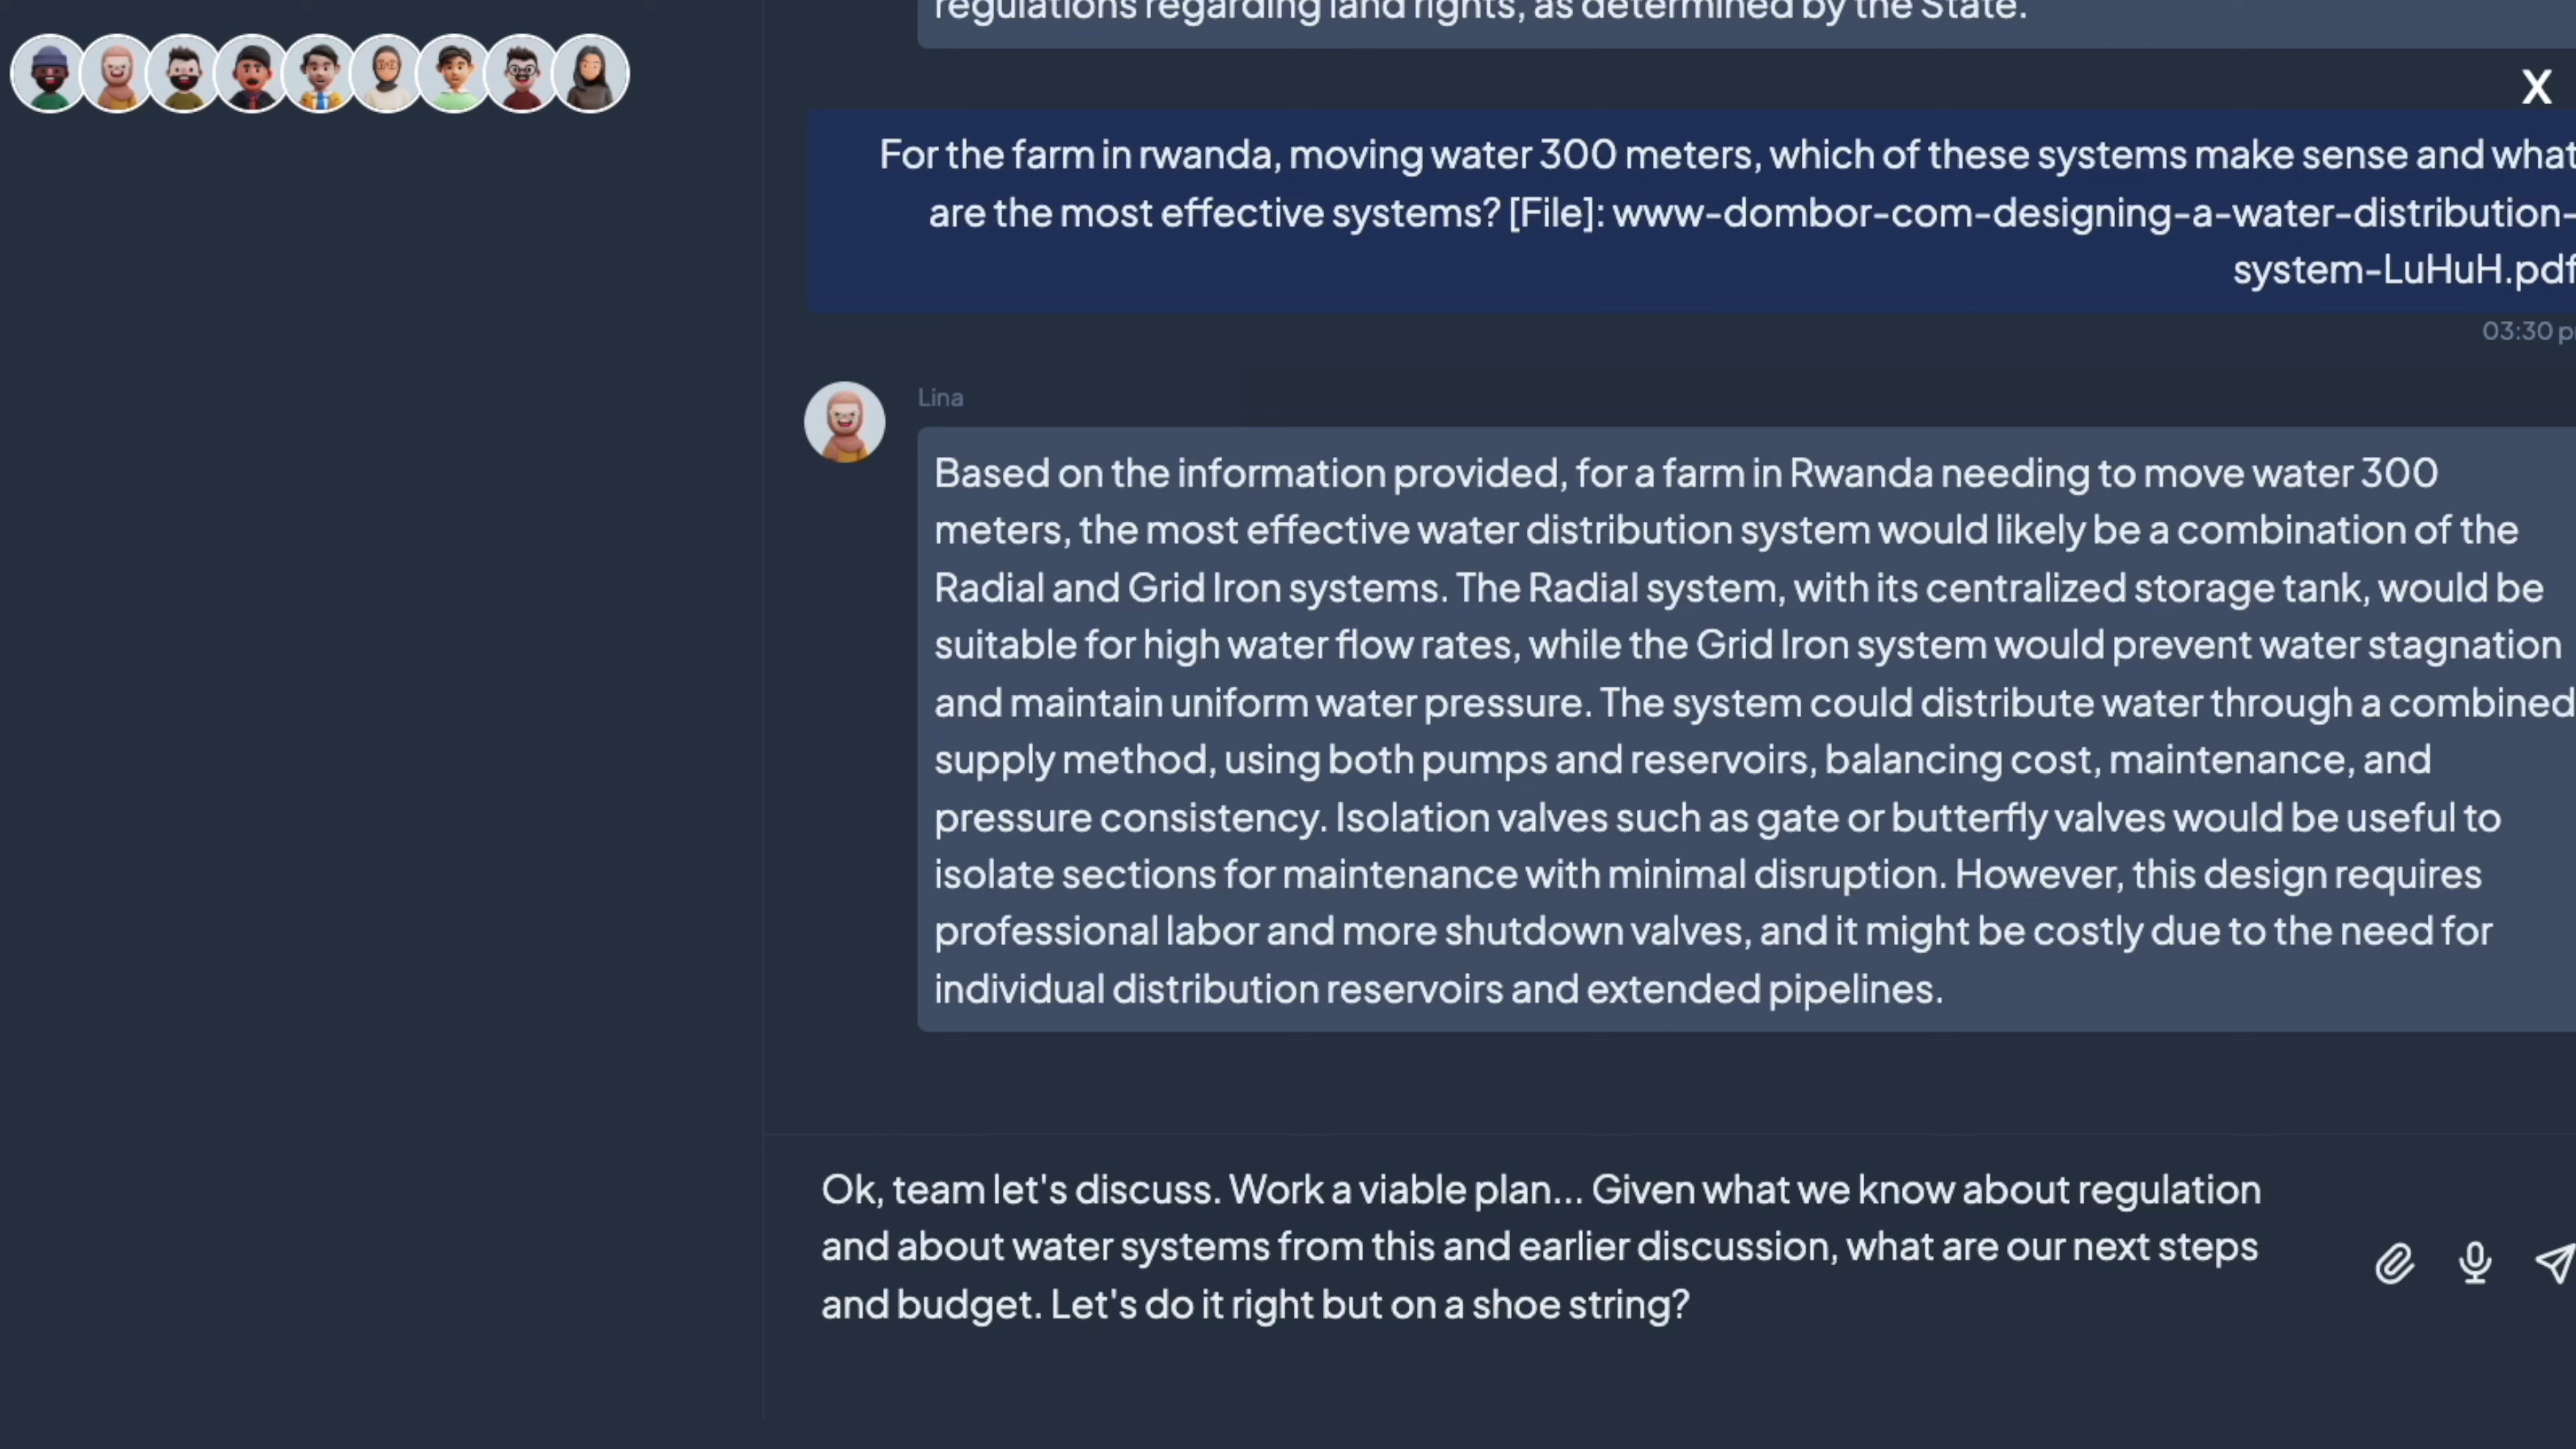 regulations regarding land rights, as determined by the State.
X
For the farm in rwanda, moving water 300 meters, which of these systems make sense and what
are the most effective systems? [File]: www-dombor-com-designing-a-water-distribution-
system-LuHuH.pdf
03:30 p
Lina
Based on the information provided, for a farm in Rwanda needing to move water 300
meters, the most effective water distribution system would likely be a combination of the
Radial and Grid Iron systems. The Radial system, with its centralized storage tank, would be
suitable for high water flow rates, while the Grid Iron system would prevent water stagnation
and maintain uniform water pressure. The system could distribute water through a combined
supply method, using both pumps and reservoirs, balancing cost, maintenance, and
pressure consistency. Isolation valves such as gate or butterfly valves would be useful to
isolate sections for maintenance with minimal disruption. However, this design requires
professional labor and more shutdown valves, and it might be costly due to the need for
individual distribution reservoirs and extended pipelines.
Ok, team let's discuss. Work a viable plan... Given what we know about regulation
and about water systems from this and earlier discussion, what are our next steps
and budget. Let's do it right but on a shoe string?